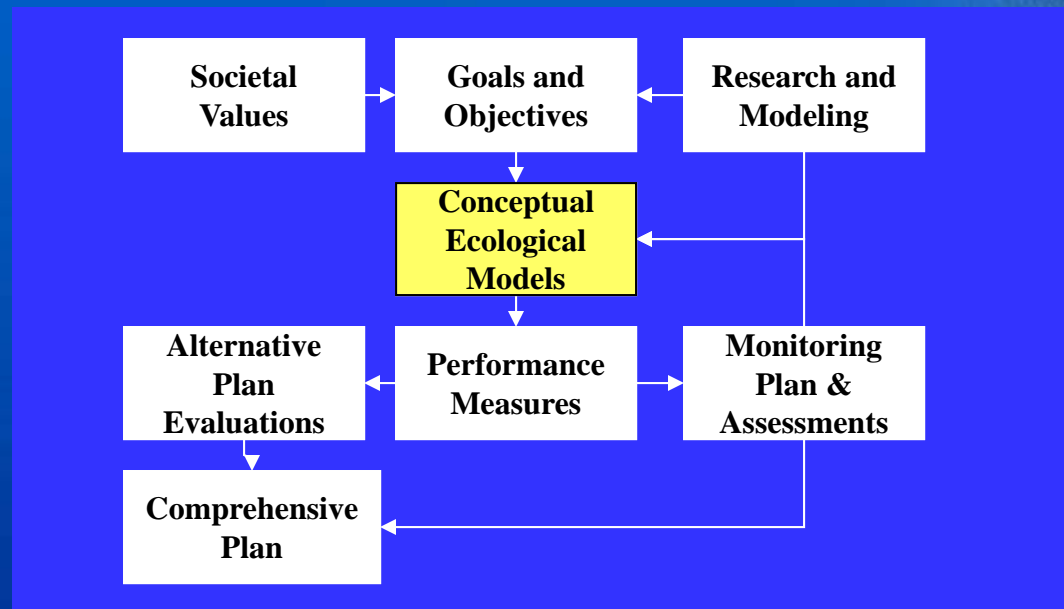 Societal
Values
Goals and
Objectives
Research and
Modeling
Conceptual
Ecological
Models
Alternative
Plan
Evaluations
Performance
Measures
Monitoring
Plan &
Assessments
Comprehensive
Plan